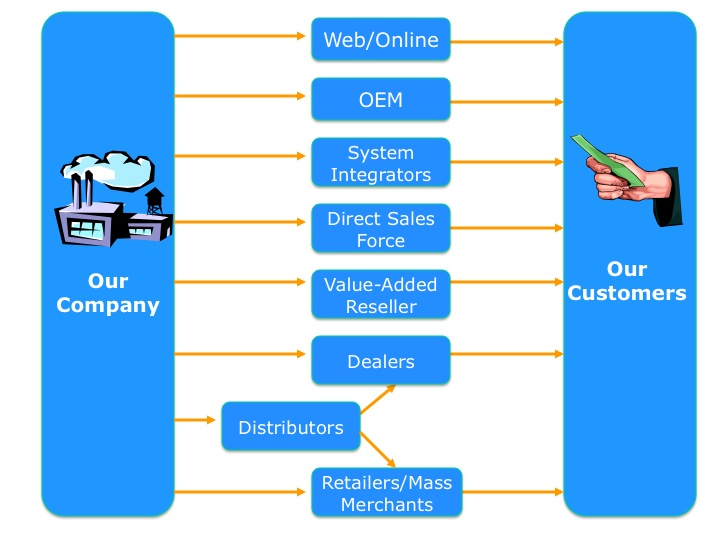 Web/Online
OEM
System
Integrators
Direct Sales
Force
Our
Company
Value-Added
Reseller
Our
Customers
Dealers
Distributors
Retailers/Mass
Merchants